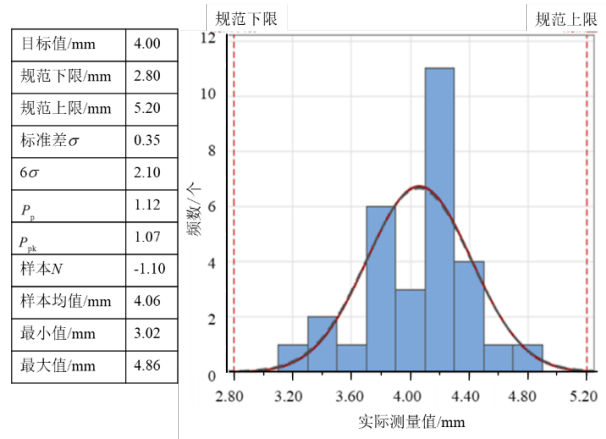 目标值/mm 4.00
规范下限/mm 2.80
规范上限/mm 5.20
标准差σ 0.35
6σ 2.10
Pp 1.12
Ppk 1.07
样本N -1.10
样本均值/mm 4.06
最小值/mm 3.02
最大值/mm 4.86
规范下限 规范上限
12
10
8
6
4
2
0
频数/个
2.80 3.20 3.60 4.00 4.40 4.80 5.20
实际测量值/mm